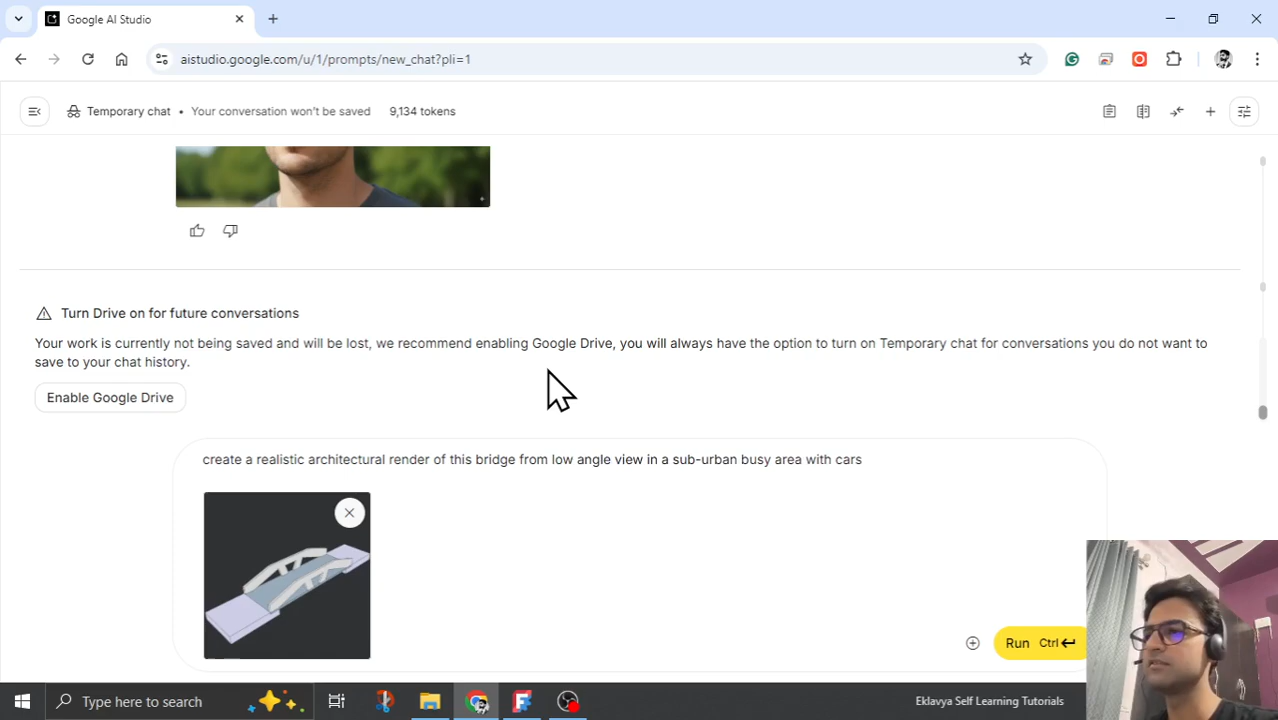 Google AI Studio
aistudio.google.com/u/1/prompts/new_chat?pli=1
Temporary chat • Your conversation won't be saved 9,134 tokens
Turn Drive on for future conversations
Your work is currently not being saved and will be lost, we recommend enabling Google Drive, you will always have the option to turn on Temporary chat for conversations you do not want to
save to your chat history.
Enable Google Drive
create a realistic architectural render of this bridge from low angle view in a sub-urban busy area with cars
Run Ctrl
Type here to search
Eklavya Self Learning Tutorials